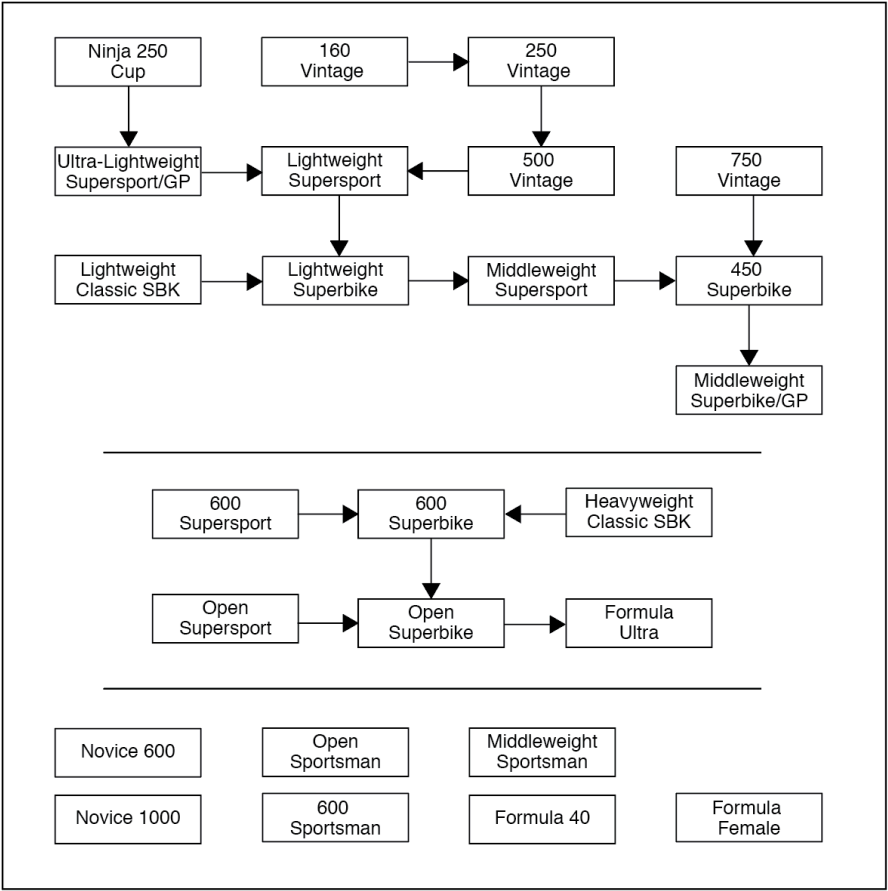 Ninja 250
Cup
160
Vintage
250
Vintage
Ultra-Lightweight
Supersport/GP
Lightweight
Supersport
500
Vintage
750
Vintage
Lightweight
Classic SBK
Lightweight
Superbike
Middleweight
Supersport
450
Superbike
Middleweight
Superbike/GP
600
Supersport
600
Superbike
Heavyweight
Classic SBK
Open
Supersport
Open
Superbike
Formula
Ultra
Novice 600
Open
Sportsman
Middleweight
Sportsman
Novice 1000
600
Sportsman
Formula 40
Formula
Female